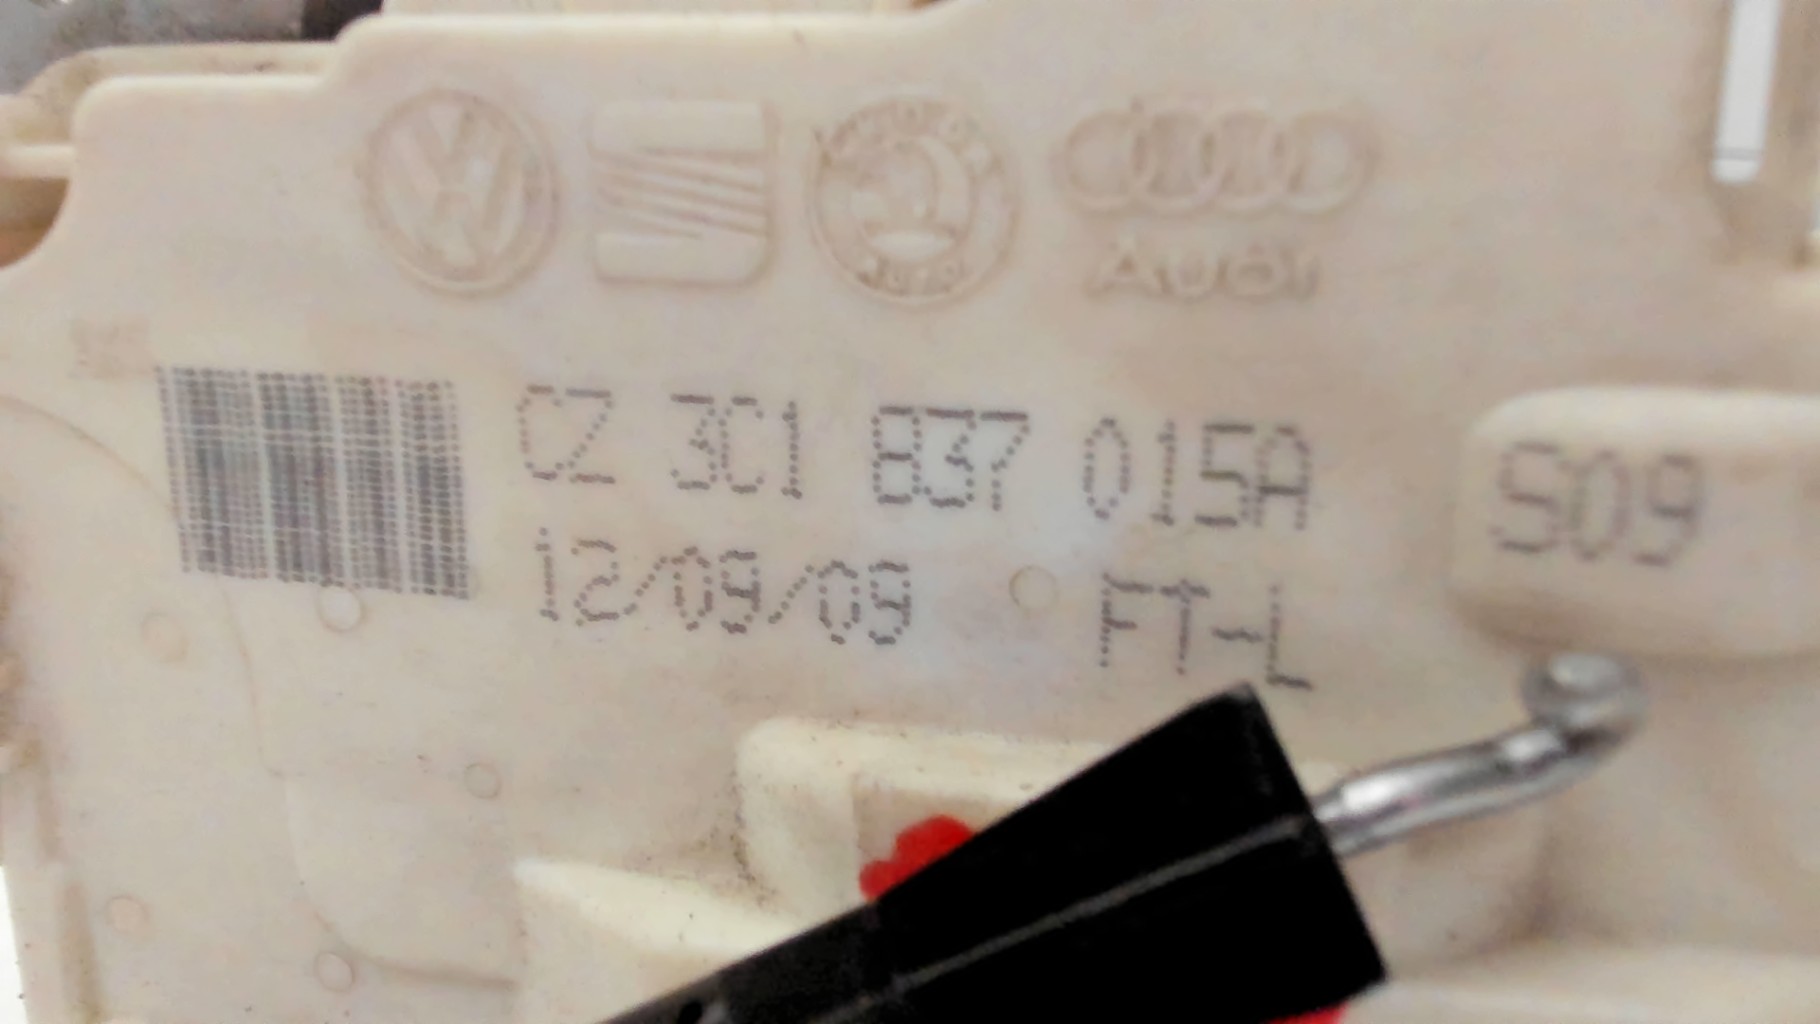 Audi
CZ 3C1 837 015A
S09
12/09/09 FT-L